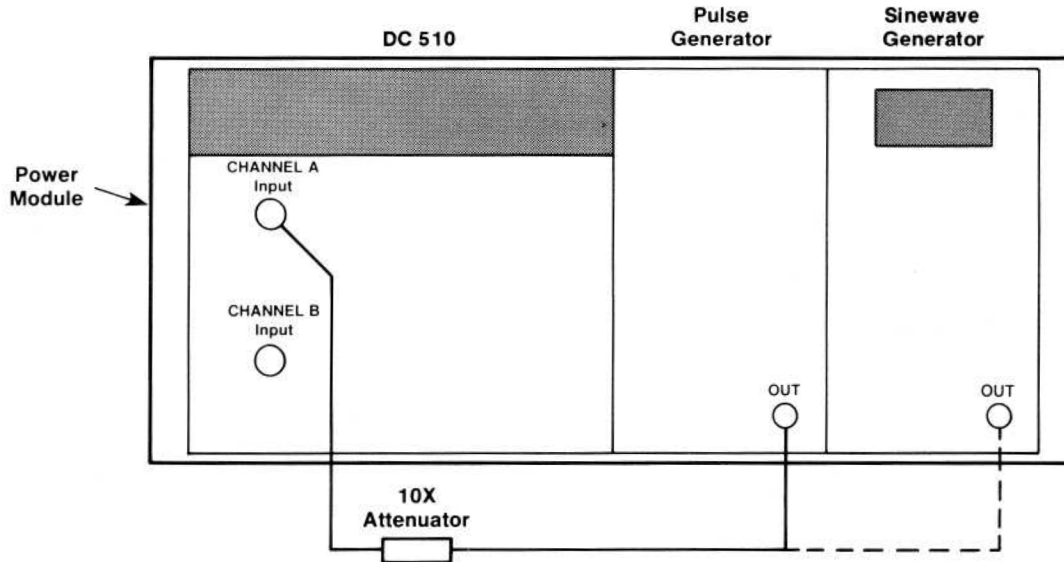 DC 510
Pulse
Generator
Sinewave
Generator
Power
Module
CHANNEL A
Input
CHANNEL B
Input
OUT
OUT
10X
Attenuator